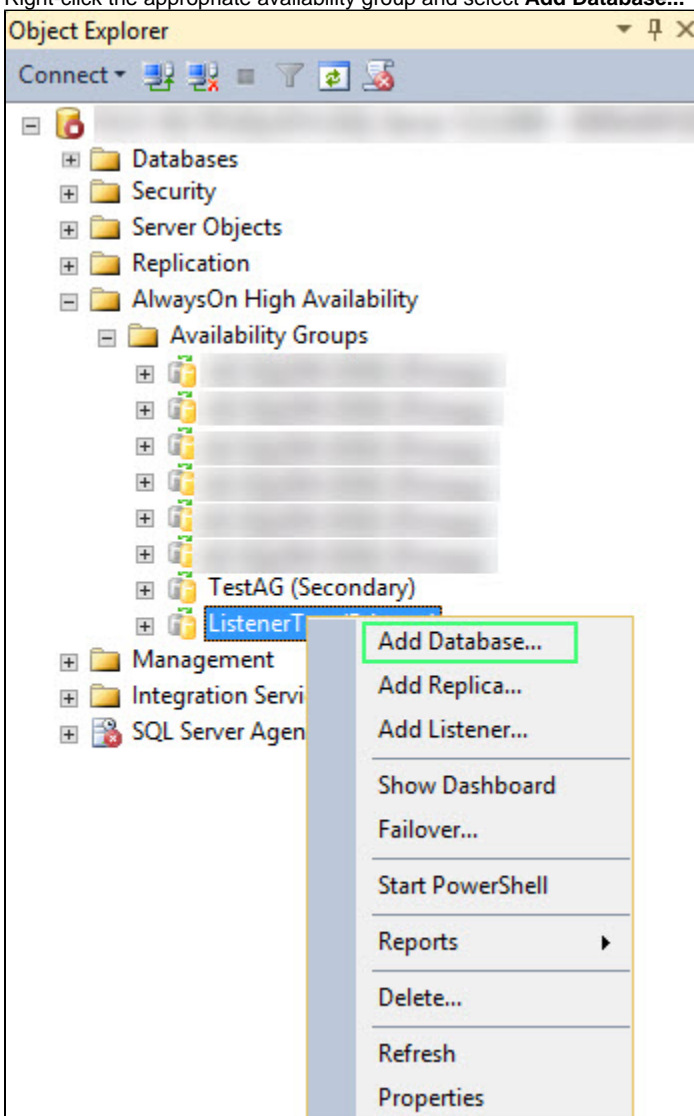 Right-click the appropriate availability group and select Add Database...
Object Explorer
Connect
Databases
Security
Server Objects
Replication
AlwaysOn High Availability
Availability Groups
TestAG (Secondary)
Add Database...
Management
Add Replica...
Integration
Add Listener...
SQL Server
Show Dashboard
Failover...
Start PowerShell
Reports
Delete...
Refresh
Properties